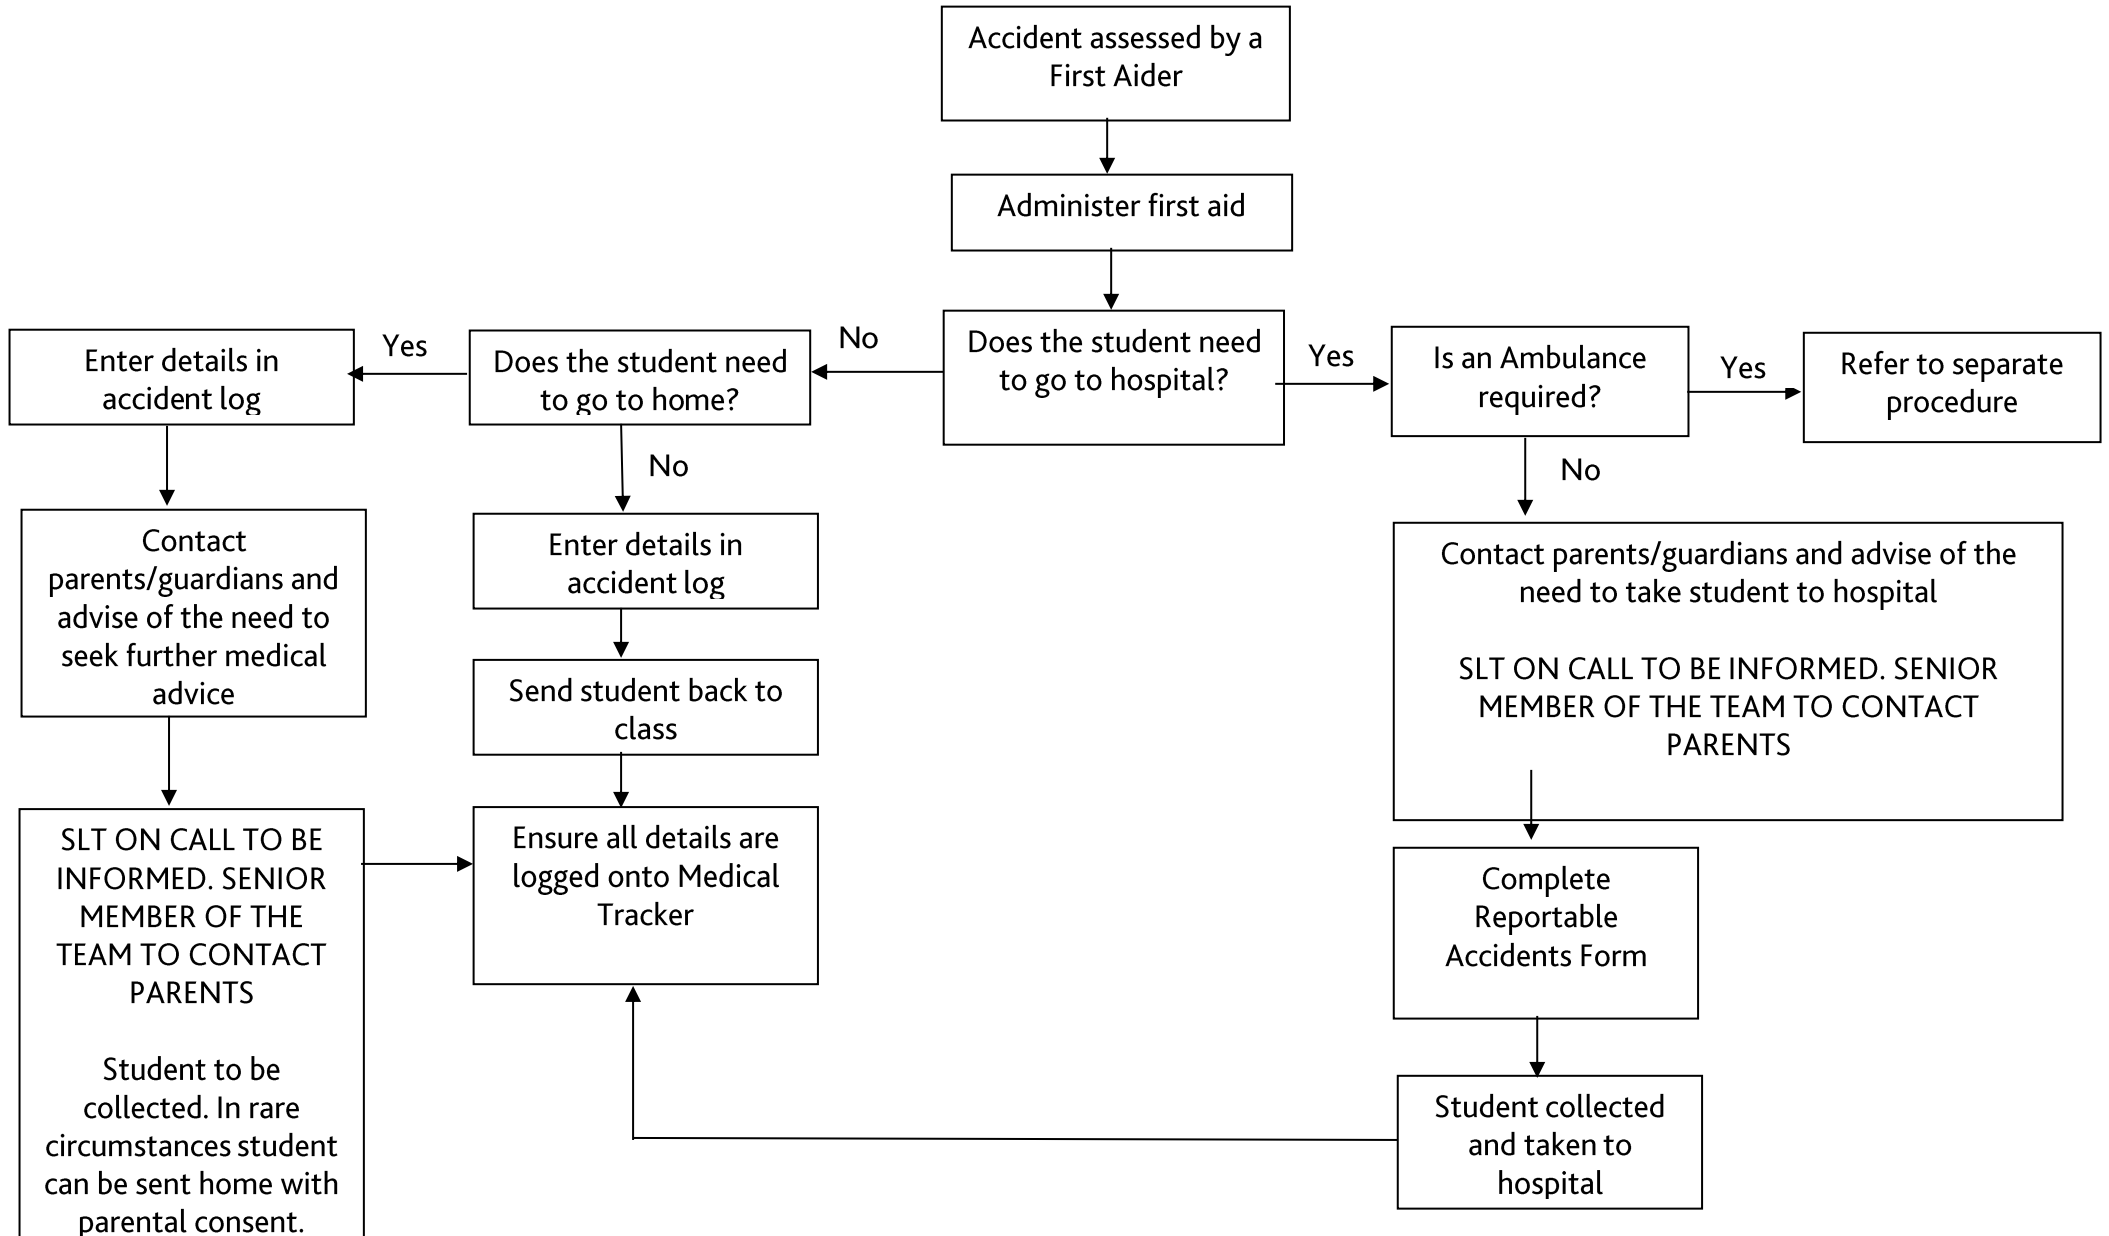 Accident assessed by a
First Aider
Administer first aid
Does the student need
to go to hospital?
No
Yes
Does the student need
to go to home?
Yes
No
Enter details in
accident log
Contact
parents/guardians and
advise of the need to
seek further medical
advice
SLT ON CALL TO BE
INFORMED. SENIOR
MEMBER OF THE
TEAM TO CONTACT
PARENTS
Student to be
collected. In rare
circumstances student
can be sent home with
parental consent.
Enter details in
accident log
Send student back to
class
Ensure all details are
logged onto Medical
Tracker
Is an Ambulance
required?
Yes
No
Refer to separate
procedure
Contact parents/guardians and advise of the
need to take student to hospital
SLT ON CALL TO BE INFORMED. SENIOR
MEMBER OF THE TEAM TO CONTACT
PARENTS
Complete
Reportable
Accidents Form
Student collected
and taken to
hospital